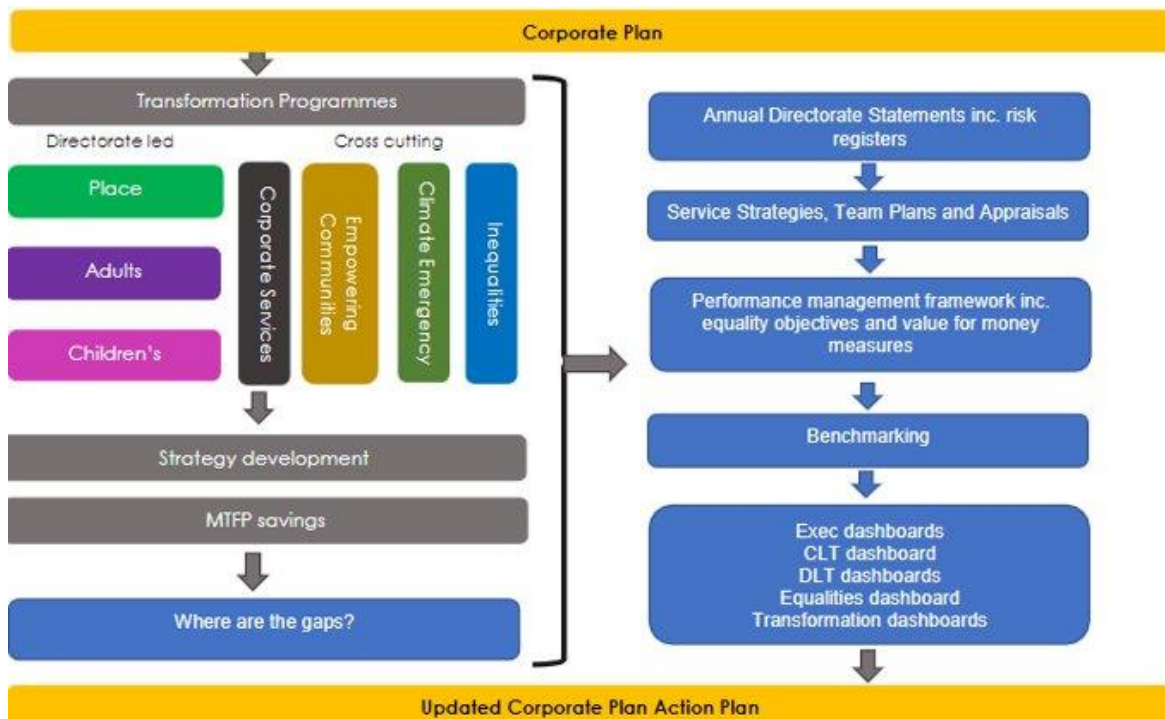 Corporate Plan
Transformation Programmes
Directorate led
Cross cutting
Place
Adults
Children's
Corporate Services
Empowering
Communities
Climate Emergency
Inequalities
Strategy development
MTFP savings
Where are the gaps?
Annual Directorate Statements inc. risk
registers
Service Strategies, Team Plans and Appraisals
Performance management framework inc.
equality objectives and value for money
measures
Benchmarking
Exec dashboards
CLT dashboard
DLT dashboards
Equalities dashboard
Transformation dashboards
Updated Corporate Plan Action Plan